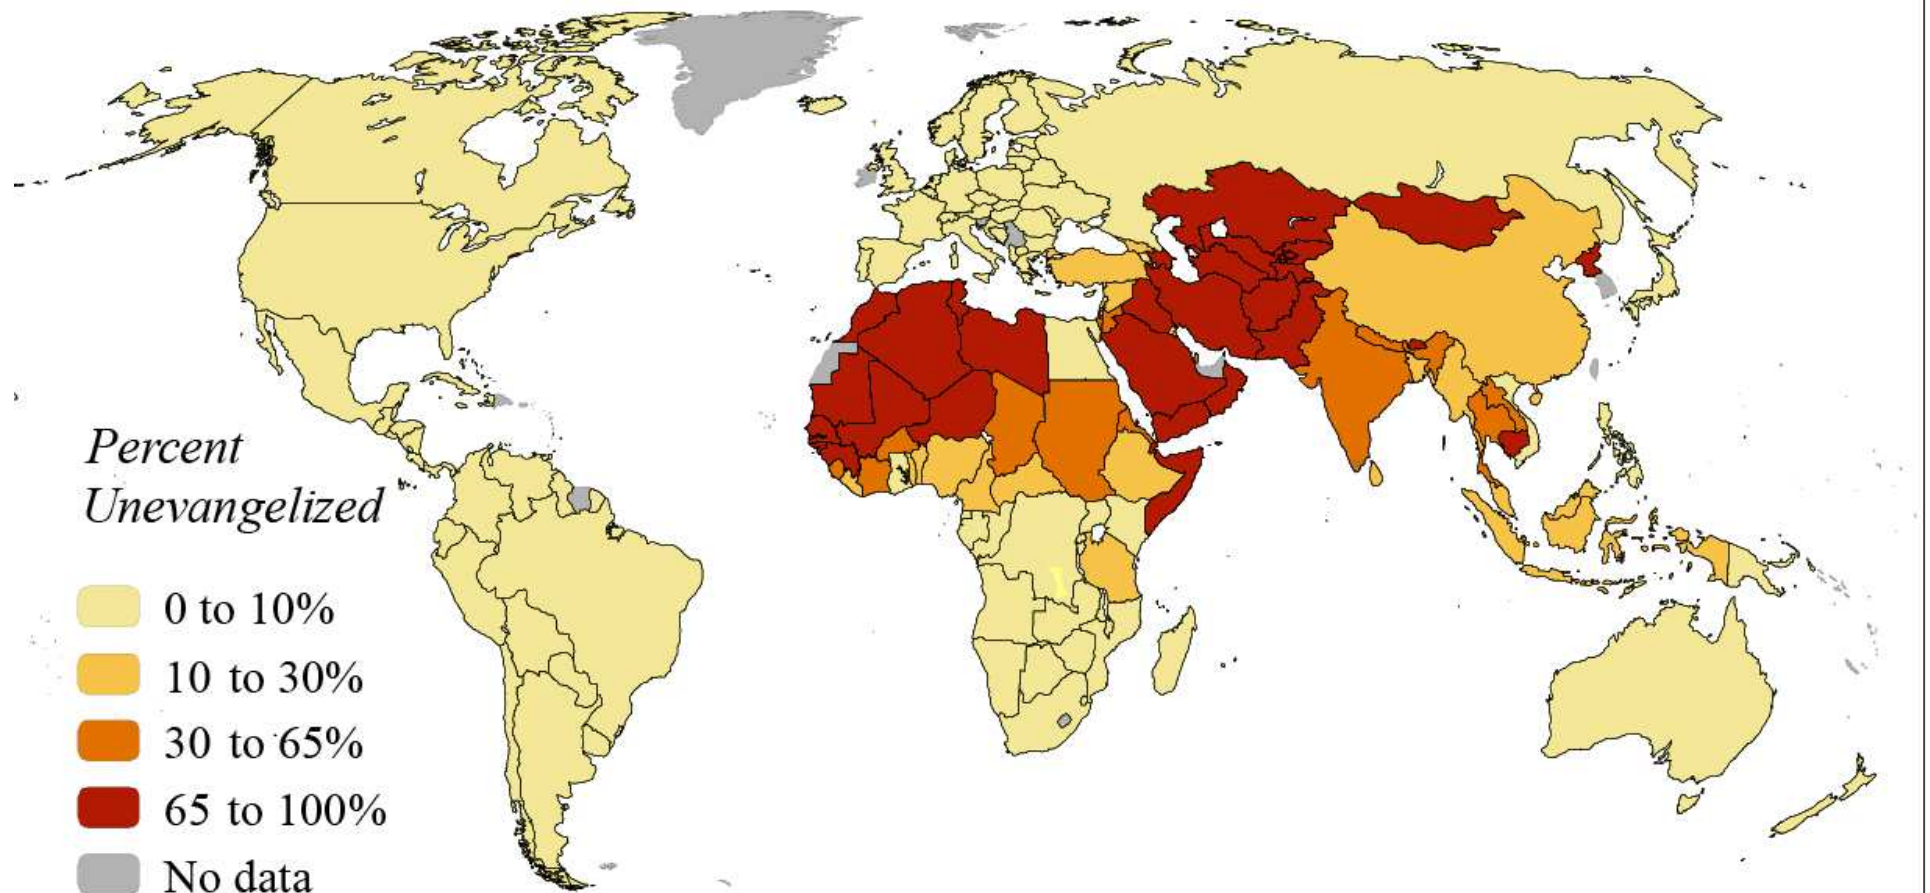 Percent
Unevangelized
0 to 10%
10 to 30%
30 to 65%
65 to 100%
No data